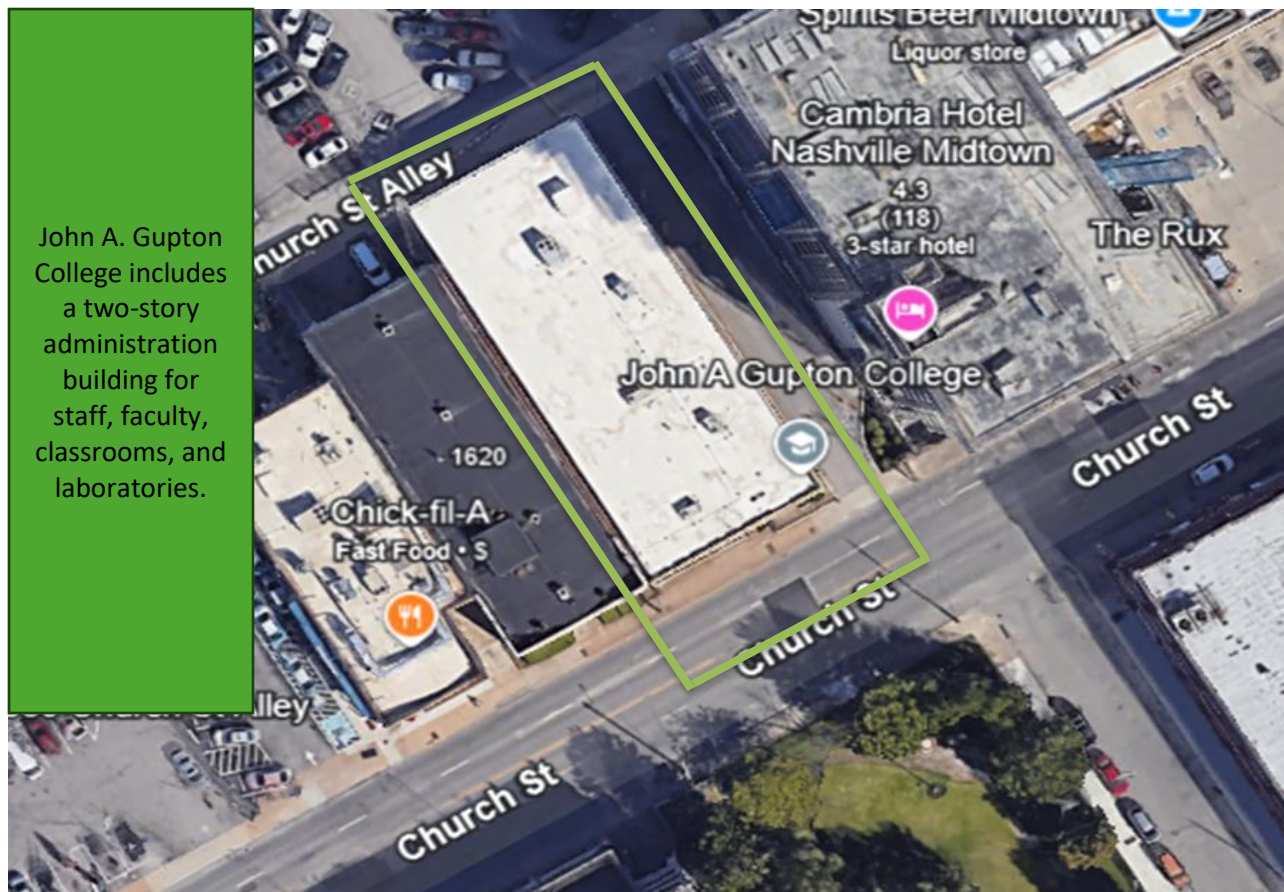 John A. Gupton
College includes
a two-story
administration
building for
staff, faculty,
classrooms, and
laboratories.
Spirits Beer Midtown
Liquor store
Cambria Hotel
Nashville Midtown
4.3
(118)
3-star hotel
The Rux
hurch St Alley
John A Gupton College
1620
Chick-fil-A
Fast Food • $
Church St
Church St
Church St
Church St Alley